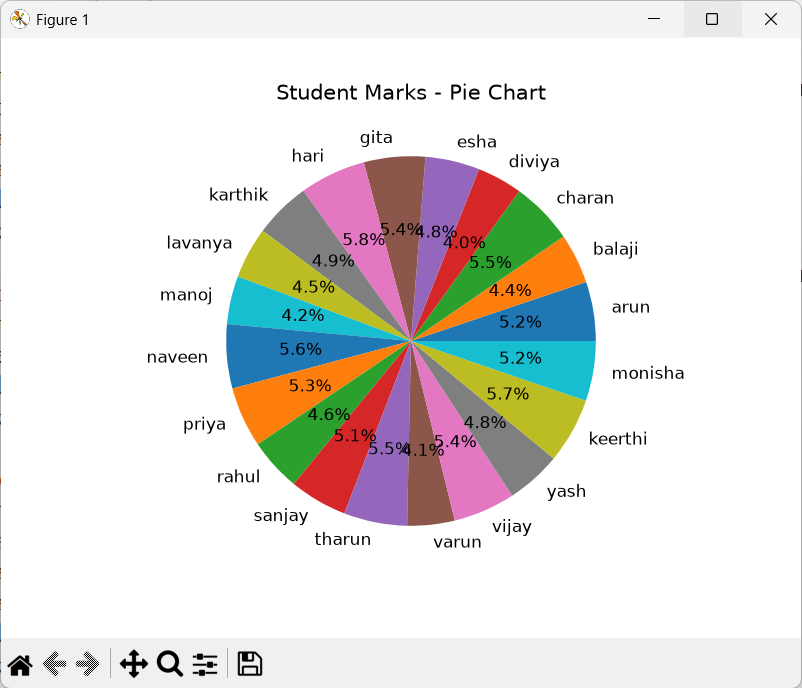 Figure 1
Student Marks - Pie Chart
arun
5.2%
balaji
4.4%
charan
5.5%
diviya
4.0%
esha
4.8%
gita
5.4%
hari
5.8%
karthik
4.9%
lavanya
4.5%
manoj
4.2%
naveen
5.6%
priya
5.3%
rahul
4.6%
sanjay
5.1%
tharun
5.5%
varun
4.1%
vijay
5.4%
yash
4.8%
keerthi
5.7%
monisha
5.2%